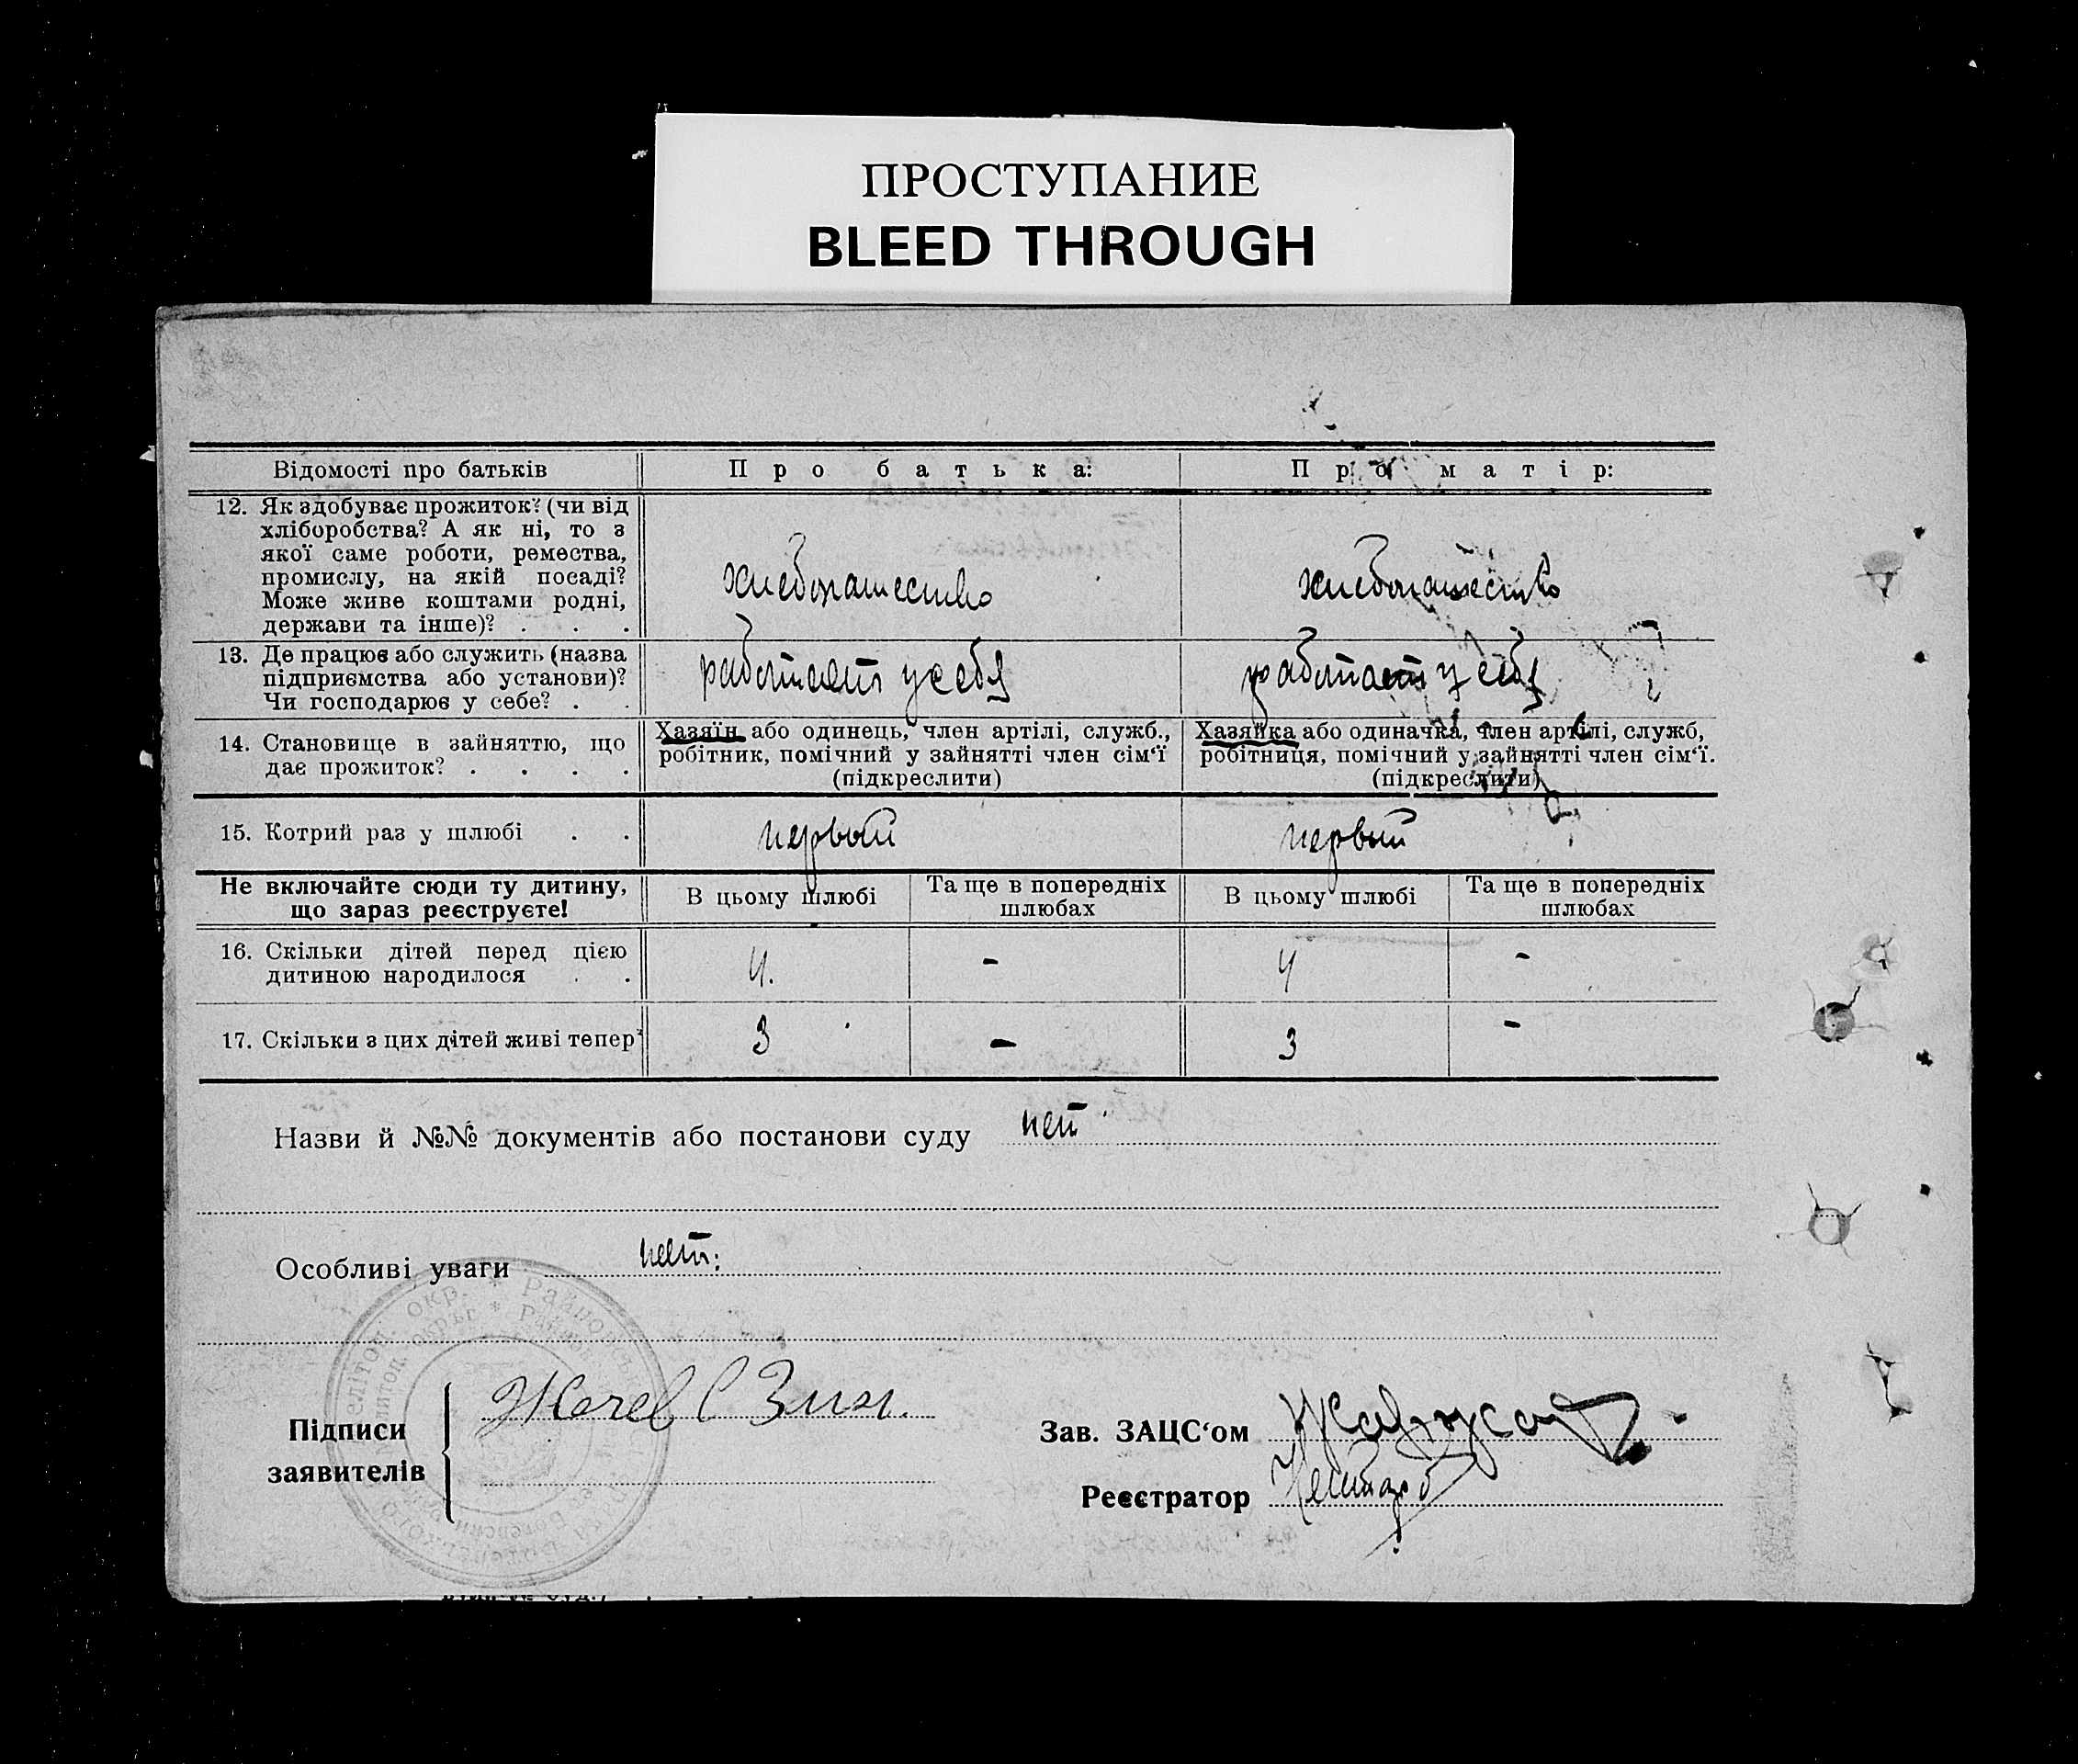 ПРОСТУПАНИЕ
BLEED THROUGH
Відомості про батьків
Про батька:
Про матір:
12. Як здобуває прожиток? (чи від
хліборобства? А як ні, то з
якої саме роботи, ремества,
промислу, на якій посаді?
Може живе коштами родні,
держави та інше)? . . .
хлебопашество
хлебопашество
13. Де працює або служить (назва
підприємства або установи)?
Чи господарює у себе? . .
работает у себя
работает у себя
14. Становище в зайняттю, що
дає прожиток? . . . .
Хазяїн або одинець, член артілі, служб.,
робітник, помічний у зайнятті член сім‘ї
(підкреслити)
Хазяйка або одиначка, член артілі, служб,
робітниця, помічний у зайнятті член сім‘ї.
(підкреслити)
15. Котрий раз у шлюбі . .
первый
первый
Не включайте сюди ту дитину,
що зараз реєструєте!
В цьому шлюбі
Та ще в попередніх
шлюбах
В цьому шлюбі
Та ще в попередніх
шлюбах
16. Скільки дітей перед цією
дитиною народилося . .
4. - 4 -
17. Скільки з цих дітей живі тепер?
3 - 3 -
Назви й №№ документів або постанови суду нет
Особливі уваги нет.
Підписи
заявителів
Зав. ЗАЦС‘ом
Реєстратор